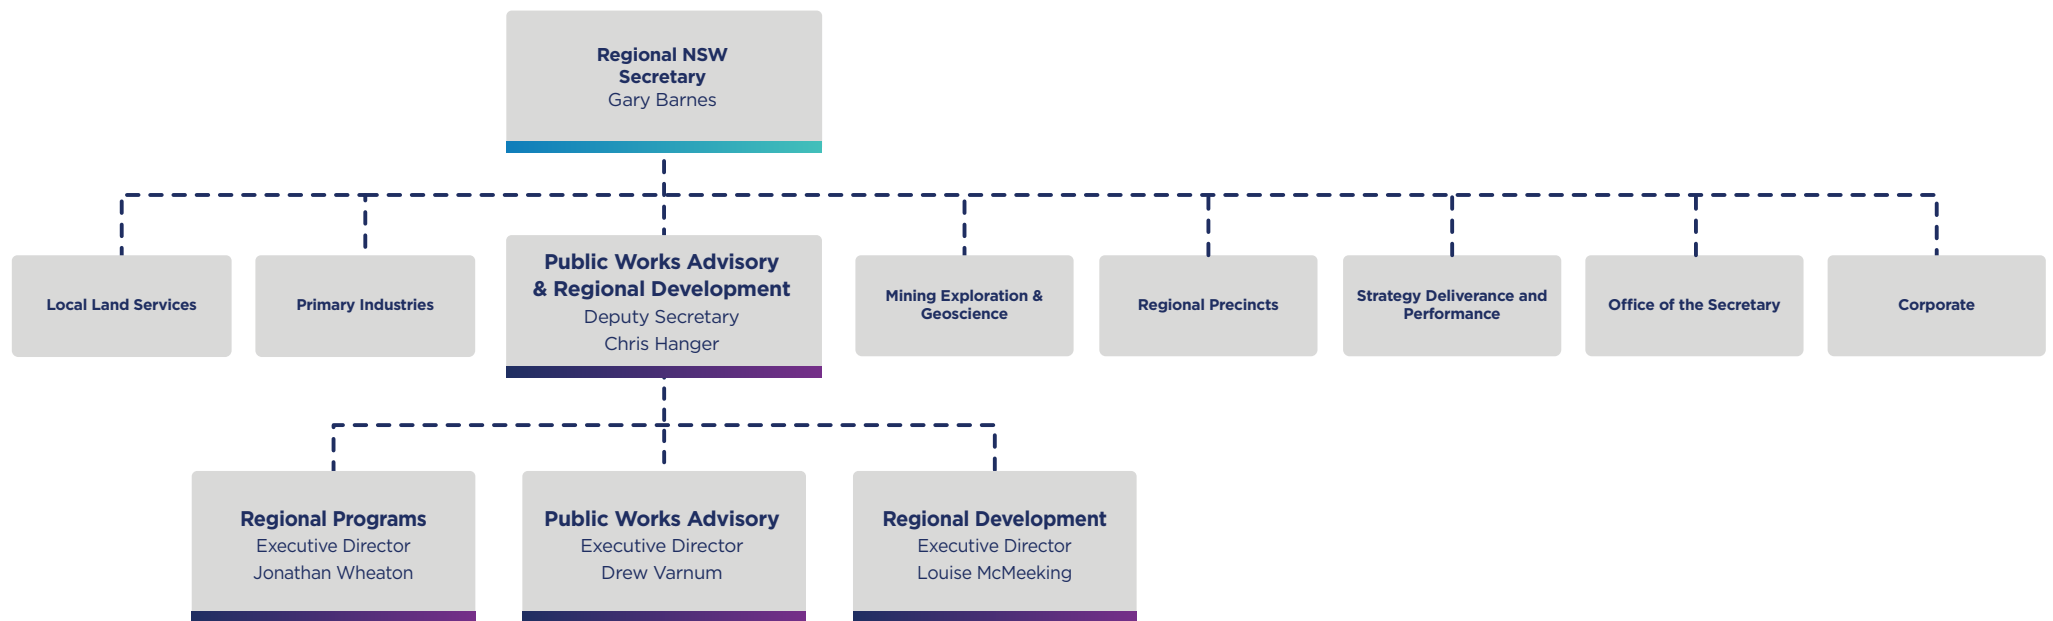 Regional NSW
Secretary
Gary Barnes
Local Land Services
Primary Industries
Public Works Advisory
& Regional Development
Deputy Secretary
Chris Hanger
Mining Exploration &
Geoscience
Regional Precincts
Strategy Deliverance and
Performance
Office of the Secretary
Corporate
Regional Programs
Executive Director
Jonathan Wheaton
Public Works Advisory
Executive Director
Drew Varnum
Regional Development
Executive Director
Louise McMeeking